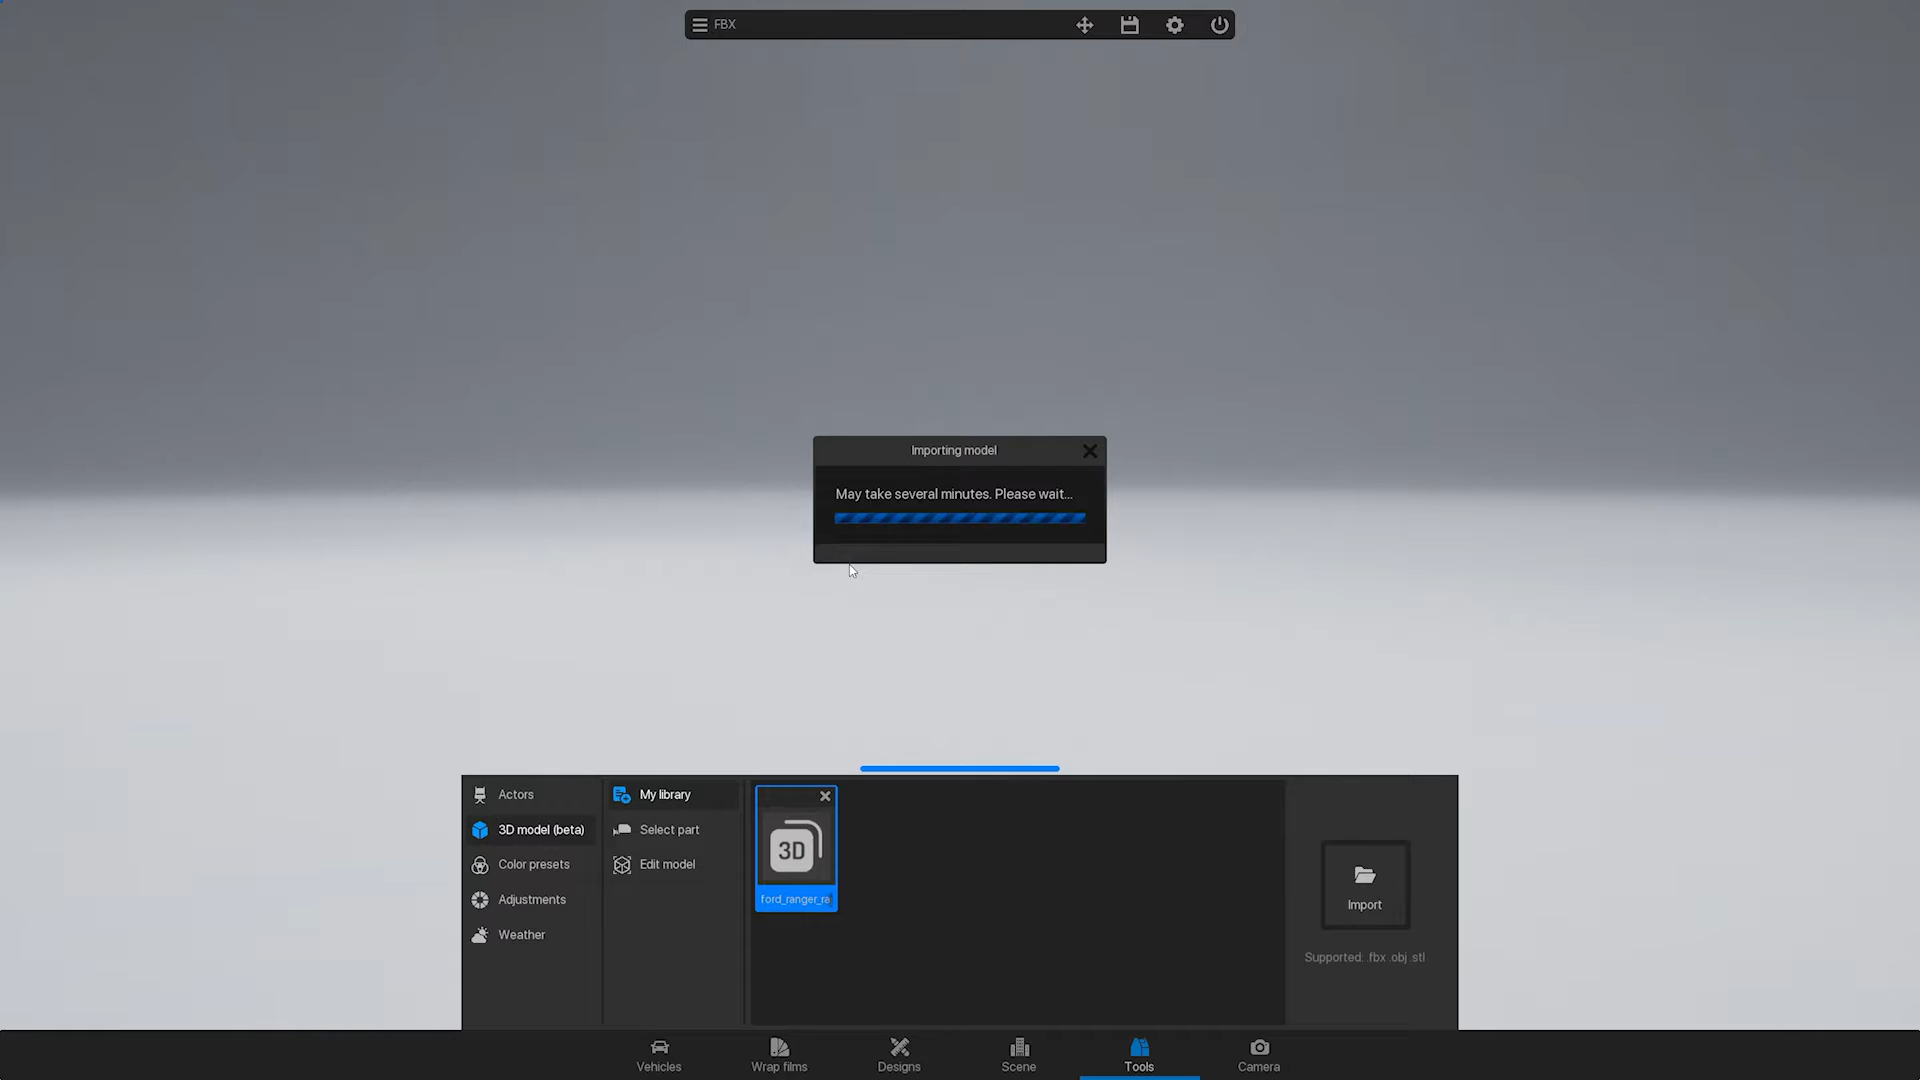 FBX
Importing model
May take several minutes. Please wait...
Actors
3D model (beta)
Color presets
Adjustments
Weather
My library
Select part
Edit model
3D
ford_ranger_ra
Import
Supported: .fbx .obj .stl
Vehicles
Wrap films
Designs
Scene
Tools
Camera